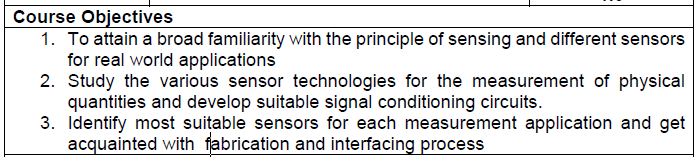 Course Objectives
1. To attain a broad familiarity with the principle of sensing and different sensors
for real world applications
2. Study the various sensor technologies for the measurement of physical
quantities and develop suitable signal conditioning circuits.
3. Identify most suitable sensors for each measurement application and get
acquainted with fabrication and interfacing process